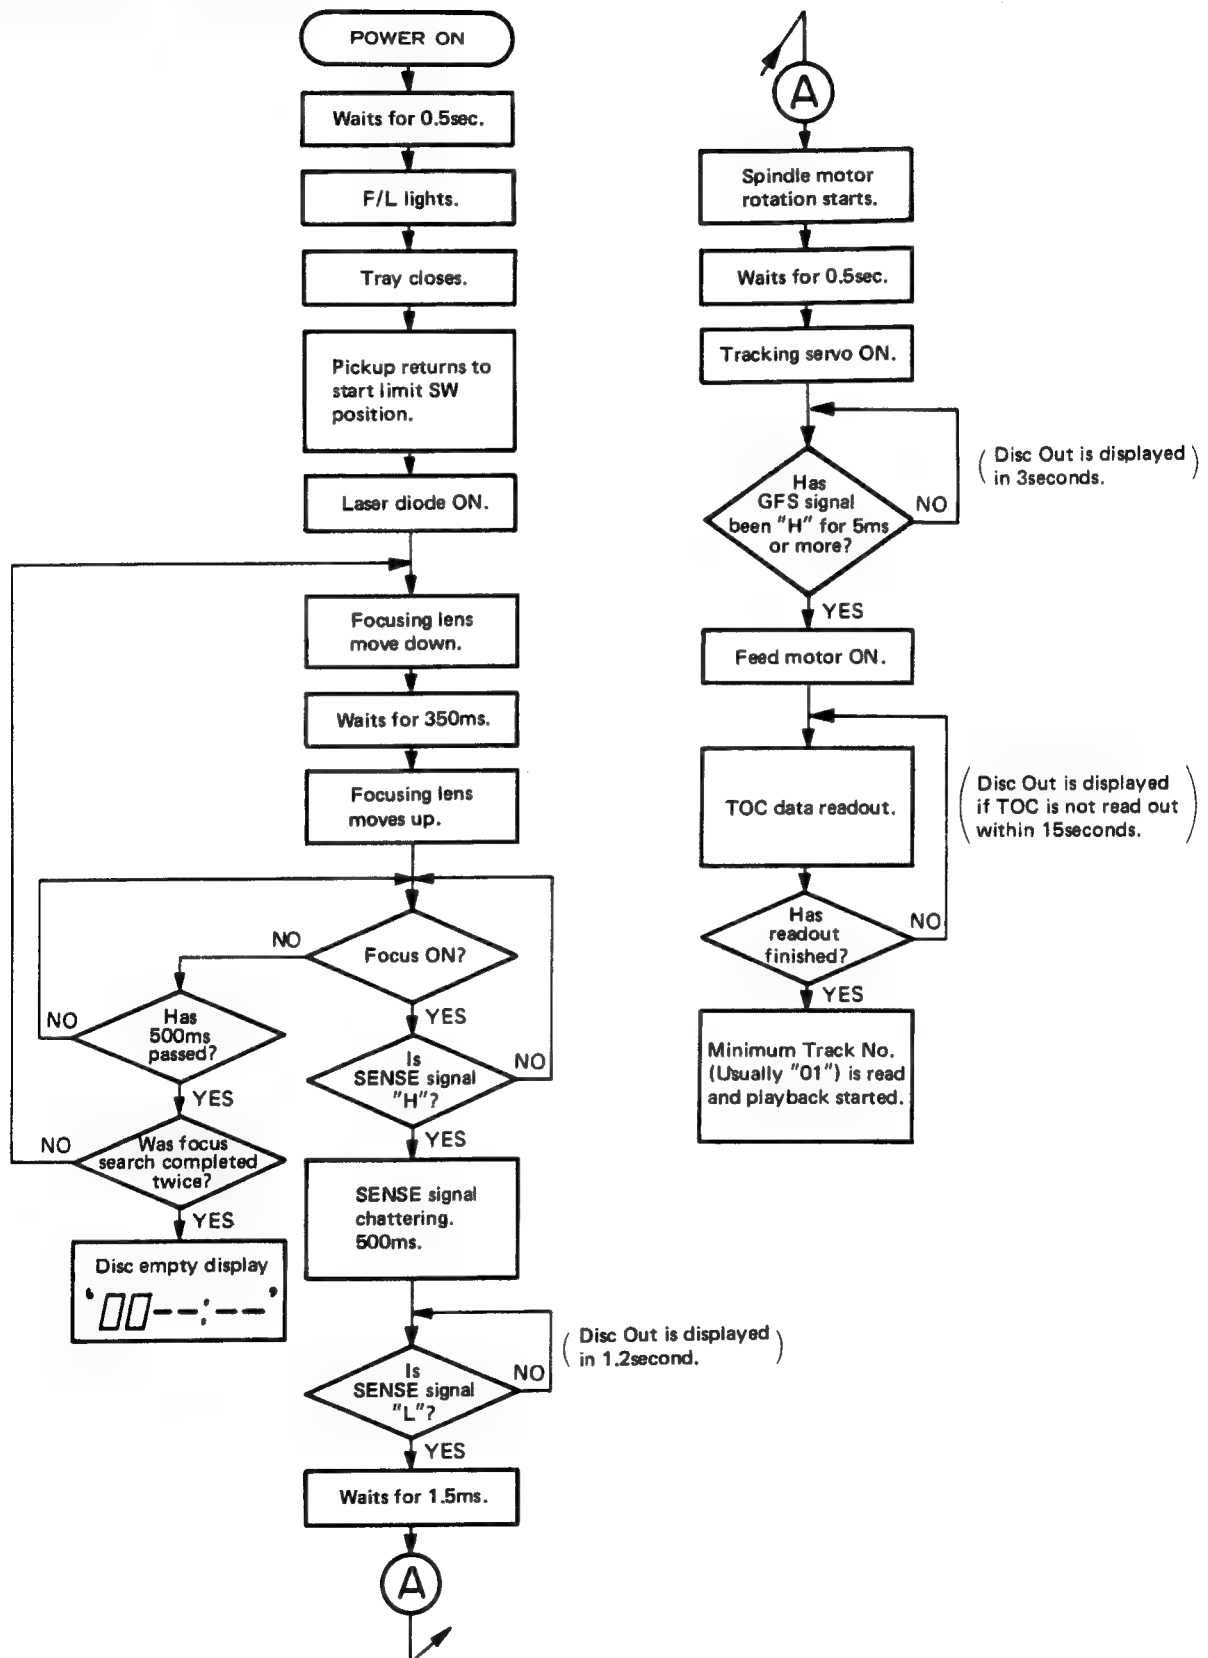 POWER ON
Waits for 0.5sec.
F/L lights.
Tray closes.
Pickup returns to
start limit SW
position.
Laser diode ON.
Focusing lens
move down.
Waits for 350ms.
Focusing lens
moves up.
Focus ON?
NO
YES
Has
500ms
passed?
NO
YES
Is
SENSE signal
"H"?
NO
YES
Was focus
search completed
twice?
NO
YES
Disc empty display
‘00--:--’
SENSE signal
chattering.
500ms.
Is
SENSE signal
"L"?
NO
(Disc Out is displayed
in 1.2second.)
YES
Waits for 1.5ms.
A
A
Spindle motor
rotation starts.
Waits for 0.5sec.
Tracking servo ON.
Has
GFS signal
been "H" for 5ms
or more?
NO
(Disc Out is displayed
in 3seconds.)
YES
Feed motor ON.
TOC data readout.
(Disc Out is displayed
if TOC is not read out
within 15seconds.)
Has
readout
finished?
NO
YES
Minimum Track No.
(Usually "01") is read
and playback started.